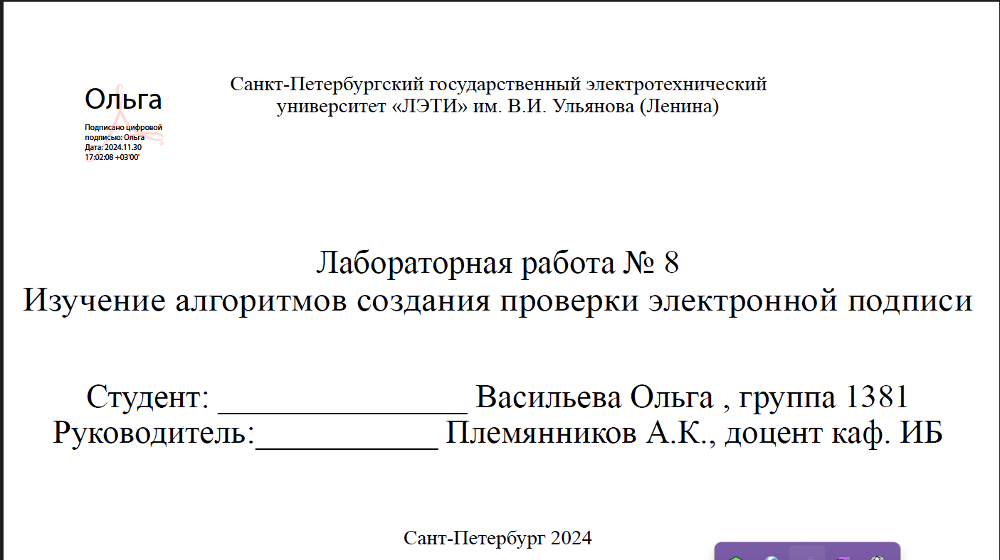 Ольга
Подписано цифровой
подписью: Ольга
Дата: 2024.11.30
17:02:08 +03'00'
Санкт-Петербургский государственный электротехнический
университет «ЛЭТИ» им. В.И. Ульянова (Ленина)
Лабораторная работа № 8
Изучение алгоритмов создания проверки электронной подписи
Студент: _______________ Васильева Ольга , группа 1381
Руководитель:___________ Племянников А.К., доцент каф. ИБ
Сант-Петербург 2024